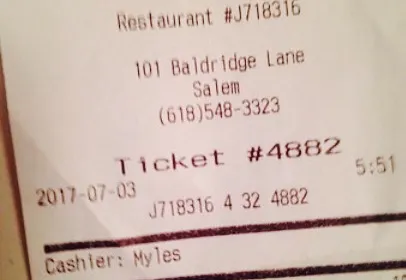 Restaurant #J718316
101 Baldridge Lane
Salem
(618)548-3323
Ticket #4882
2017-07-03 5:51
J718316 4 32 4882
Cashier: Myles